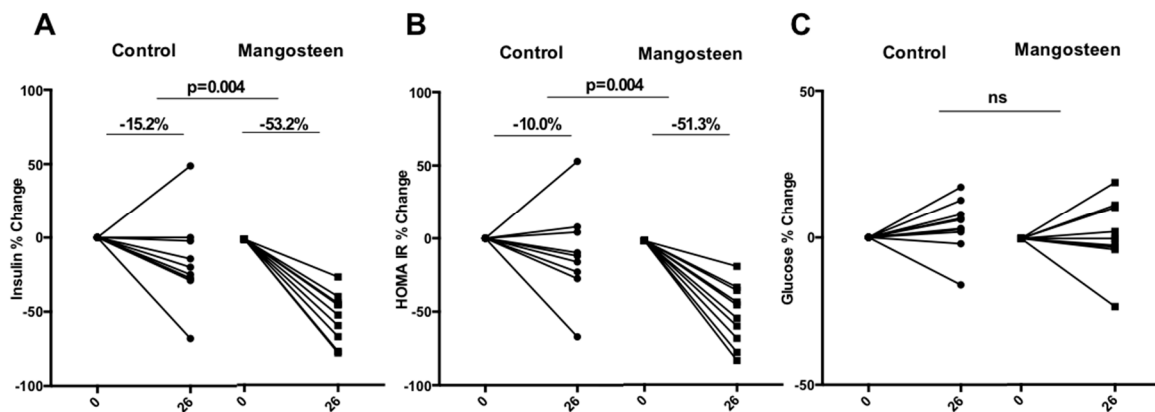 A
Control Mangosteen
p=0.004
-15.2% -53.2%
Insulin % Change
100
50
0
-50
-100
0 26 0 26
B
Control Mangosteen
p=0.004
-10.0% -51.3%
HOMA IR % Change
100
50
0
-50
-100
0 26 0 26
C
Control Mangosteen
ns
Glucose % Change
50
0
-50
0 26 0 26